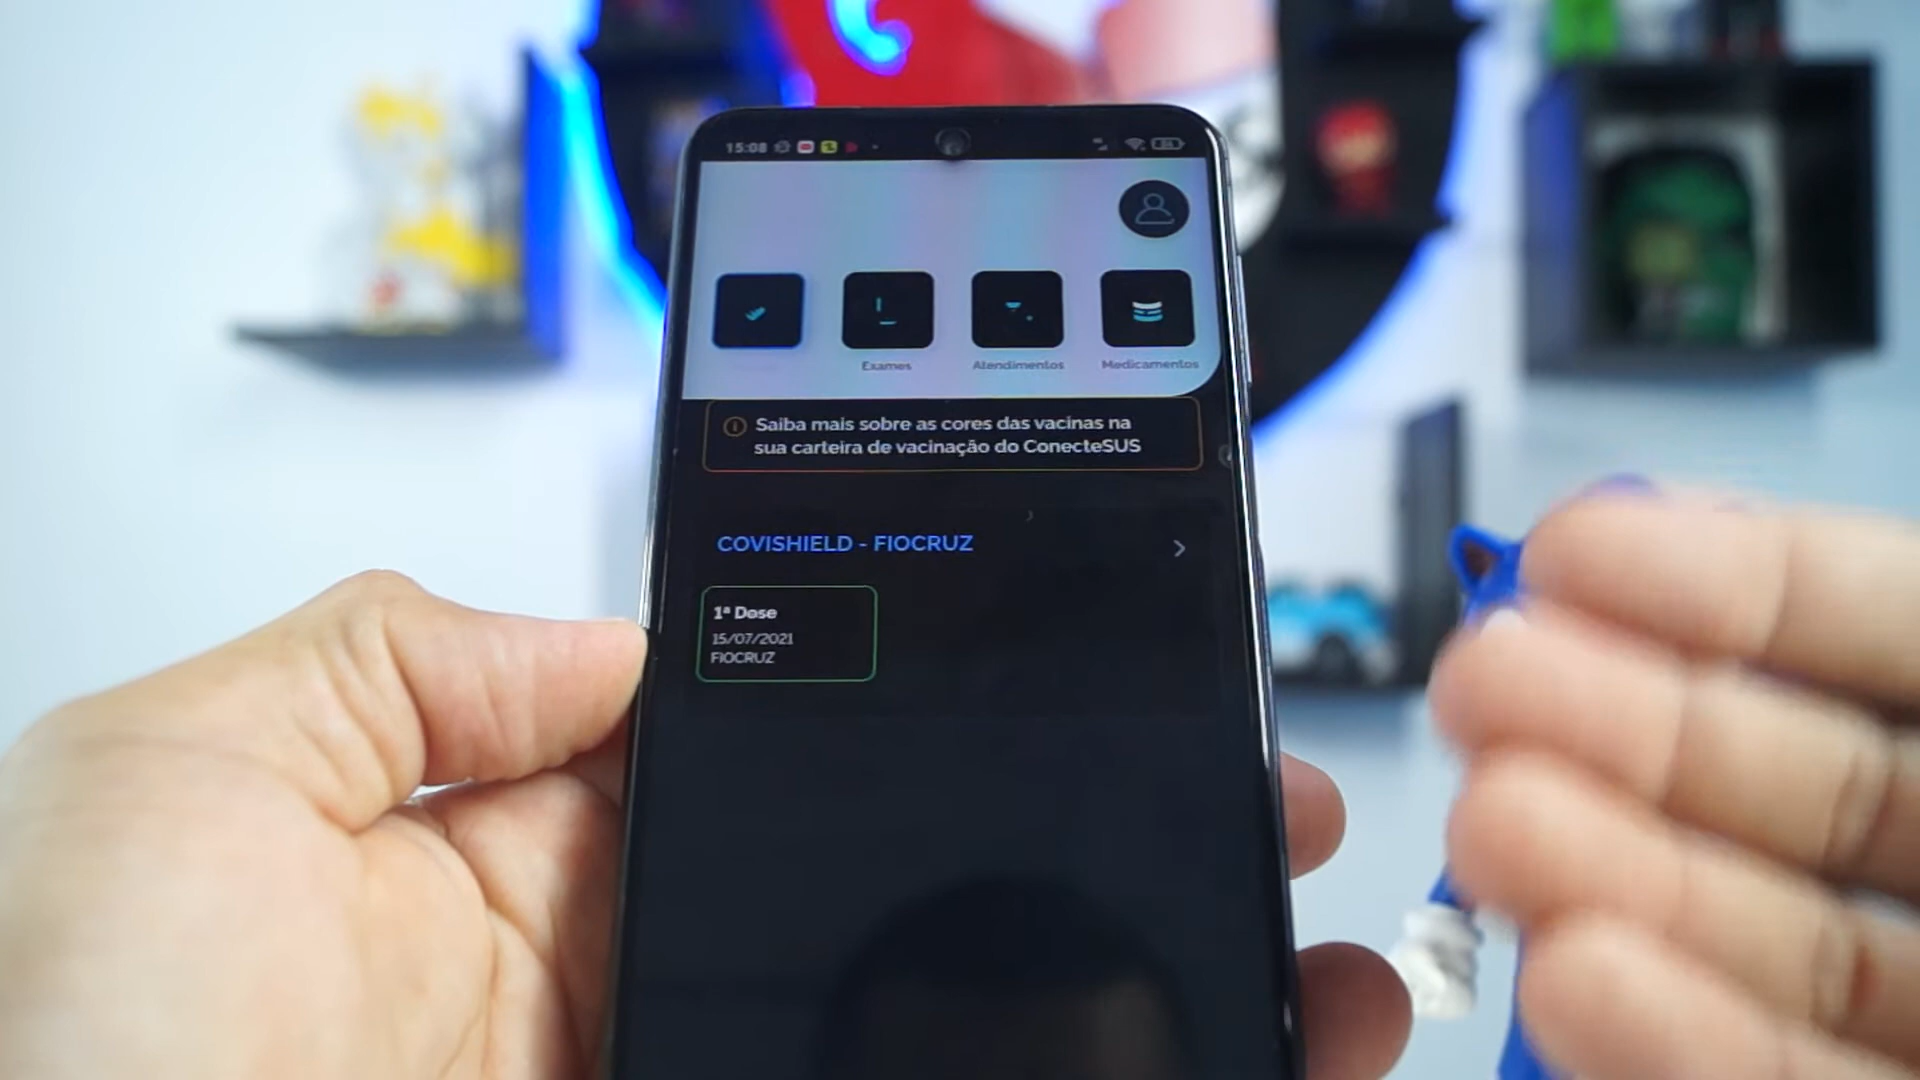 15:08
Exames
Atendimentos
Medicamentos
Saiba mais sobre as cores das vacinas na
sua carteira de vacinação do ConecteSUS
COVISHIELD - FIOCRUZ
1ª Dose
15/07/2021
FIOCRUZ